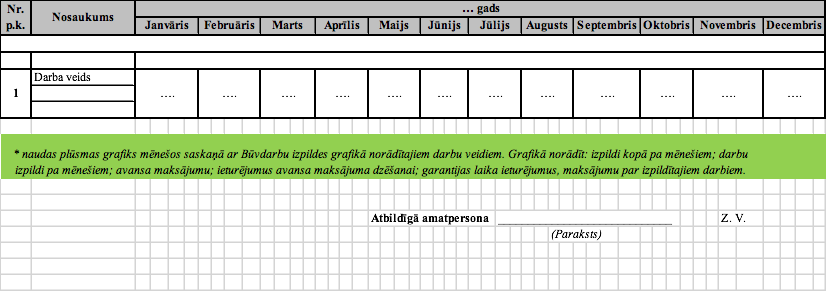 Nr. p.k. Nosaukums ... gads
Janvāris Februāris Marts Aprīlis Maijs Jūnijs Jūlijs Augusts Septembris Oktobris Novembris Decembris
1 Darba veids .... .... .... .... .... .... .... .... .... .... .... ....
* naudas plūsmas grafiks mēnešos saskaņā ar Būvdarbu izpildes grafikā norādītajiem darbu veidiem. Grafikā norādīt: izpildi kopā pa mēnešiem; darbu
izpildi pa mēnešiem; avansa maksājumu; ieturējumus avansa maksājuma dzēšanai; garantijas laika ieturējumus, maksājumu par izpildītajiem darbiem.
Atbildīgā amatpersona Z. V.
(Paraksts)